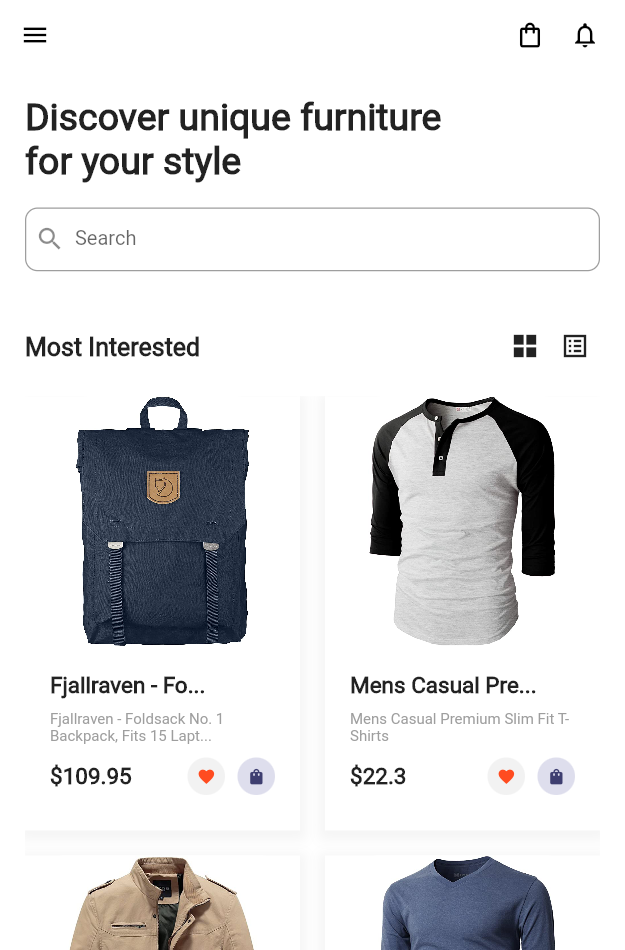 Discover unique furniture
for your style
Search
Most Interested
Fjallraven - Fo...
Fjallraven - Foldsack No. 1
Backpack, Fits 15 Lapt...
$109.95
Mens Casual Pre...
Mens Casual Premium Slim Fit T-
Shirts
$22.3